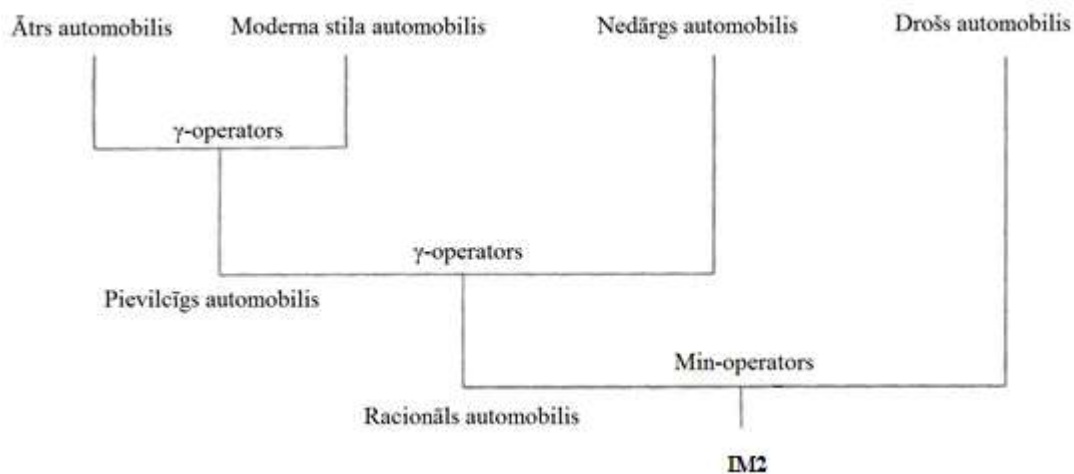 Ātrs automobilis
Moderna stila automobilis
Nedārgs automobilis
Drošs automobilis
γ-operators
γ-operators
Pievilcīgs automobilis
Min-operators
Racionāls automobilis
IM2